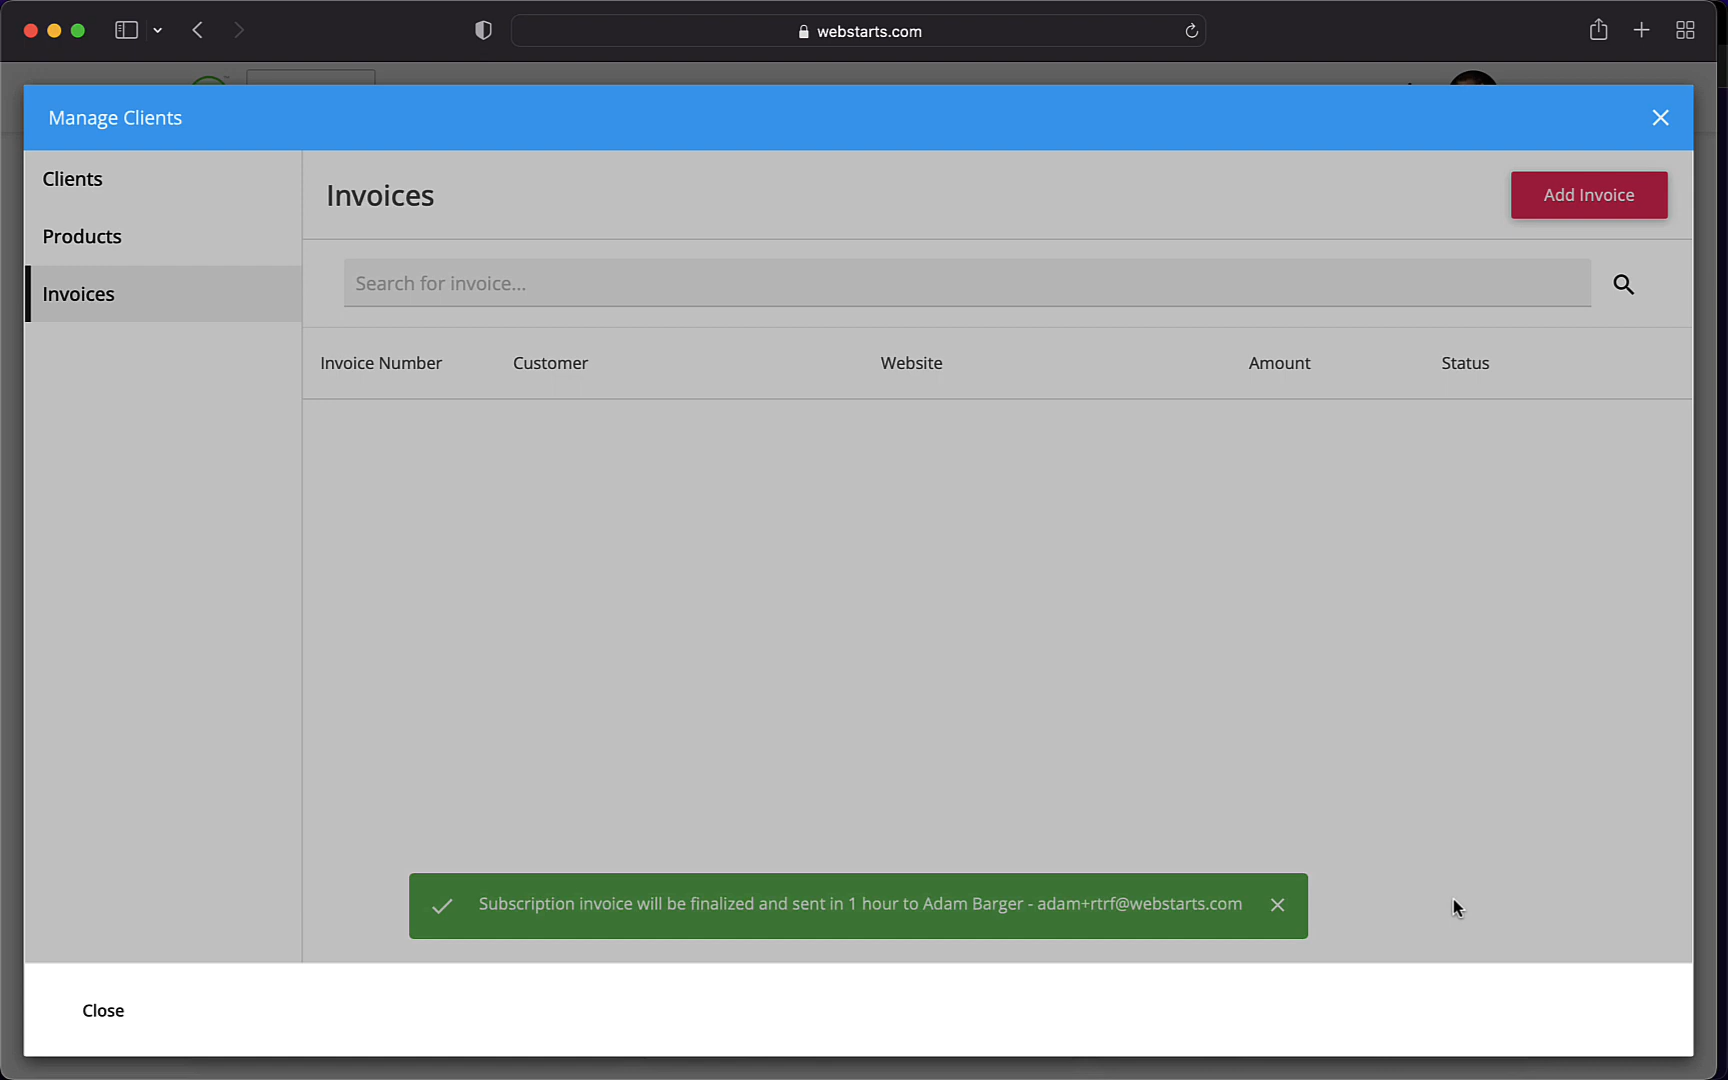 webstarts.com
Manage Clients
Clients
Products
Invoices
Invoices
Add Invoice
Search for invoice...
Invoice Number Customer Website Amount Status
Subscription invoice will be finalized and sent in 1 hour to Adam Barger - adam+rtrf@webstarts.com
Close